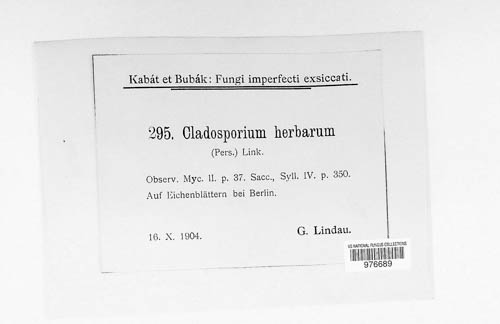 Kabát et Bubák: Fungi imperfecti exsiccati.
295. Cladosporium herbarum
(Pers.) Link.
Observ. Myc. II. p. 37. Sacc., Syll. IV. p. 350.
Auf Eichenblättern bei Berlin.
16. X. 1904.
G. Lindau.
US NATIONAL FUNGUS COLLECTIONS
976689